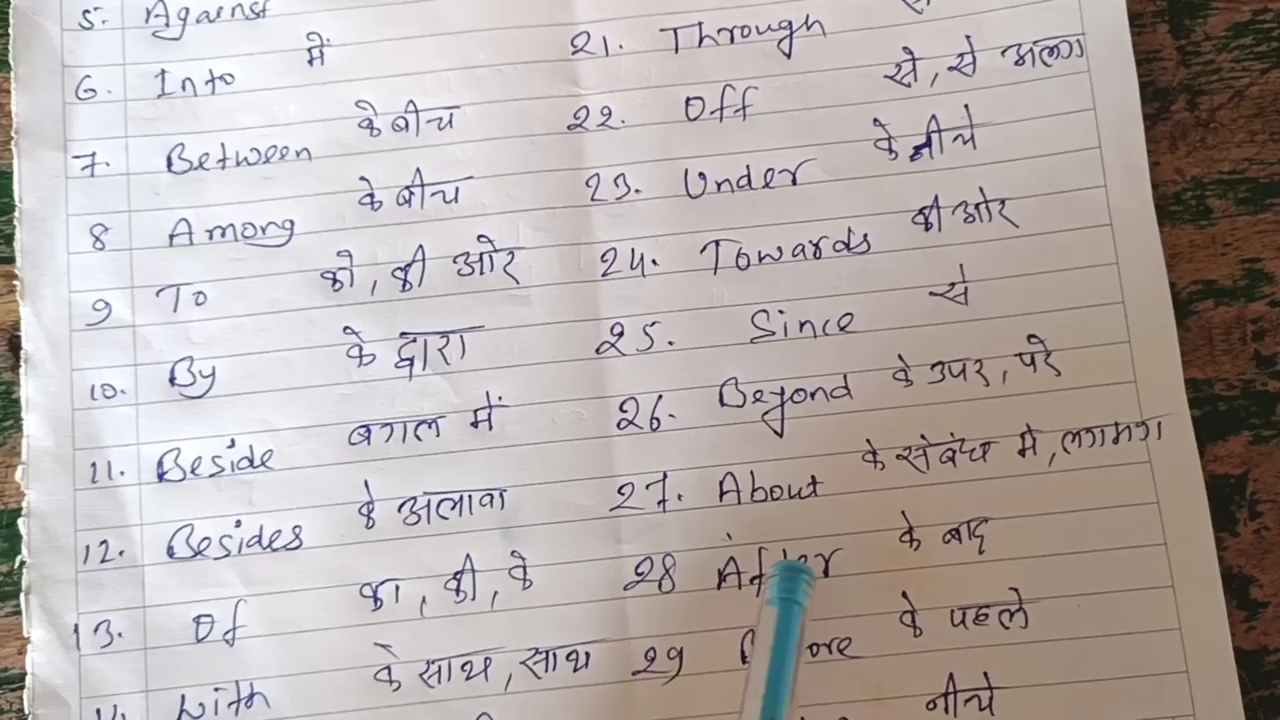 5. Against
6. Into में 21. Through
7. Between के बीच 22. Off से, से अलग
8 Among के बीच 23. Under के नीचे
9 To को, की ओर 24. Towards की ओर
10. By के द्वारा 25. Since से
11. Beside बगल में 26. Beyond के उपर, परे
12. Besides के अलावा 27. About के संबंध में, लगभग
13. Of का, की, के 28 After के बाद
14. With के साथ, साथ 29 के पहले
नीचे